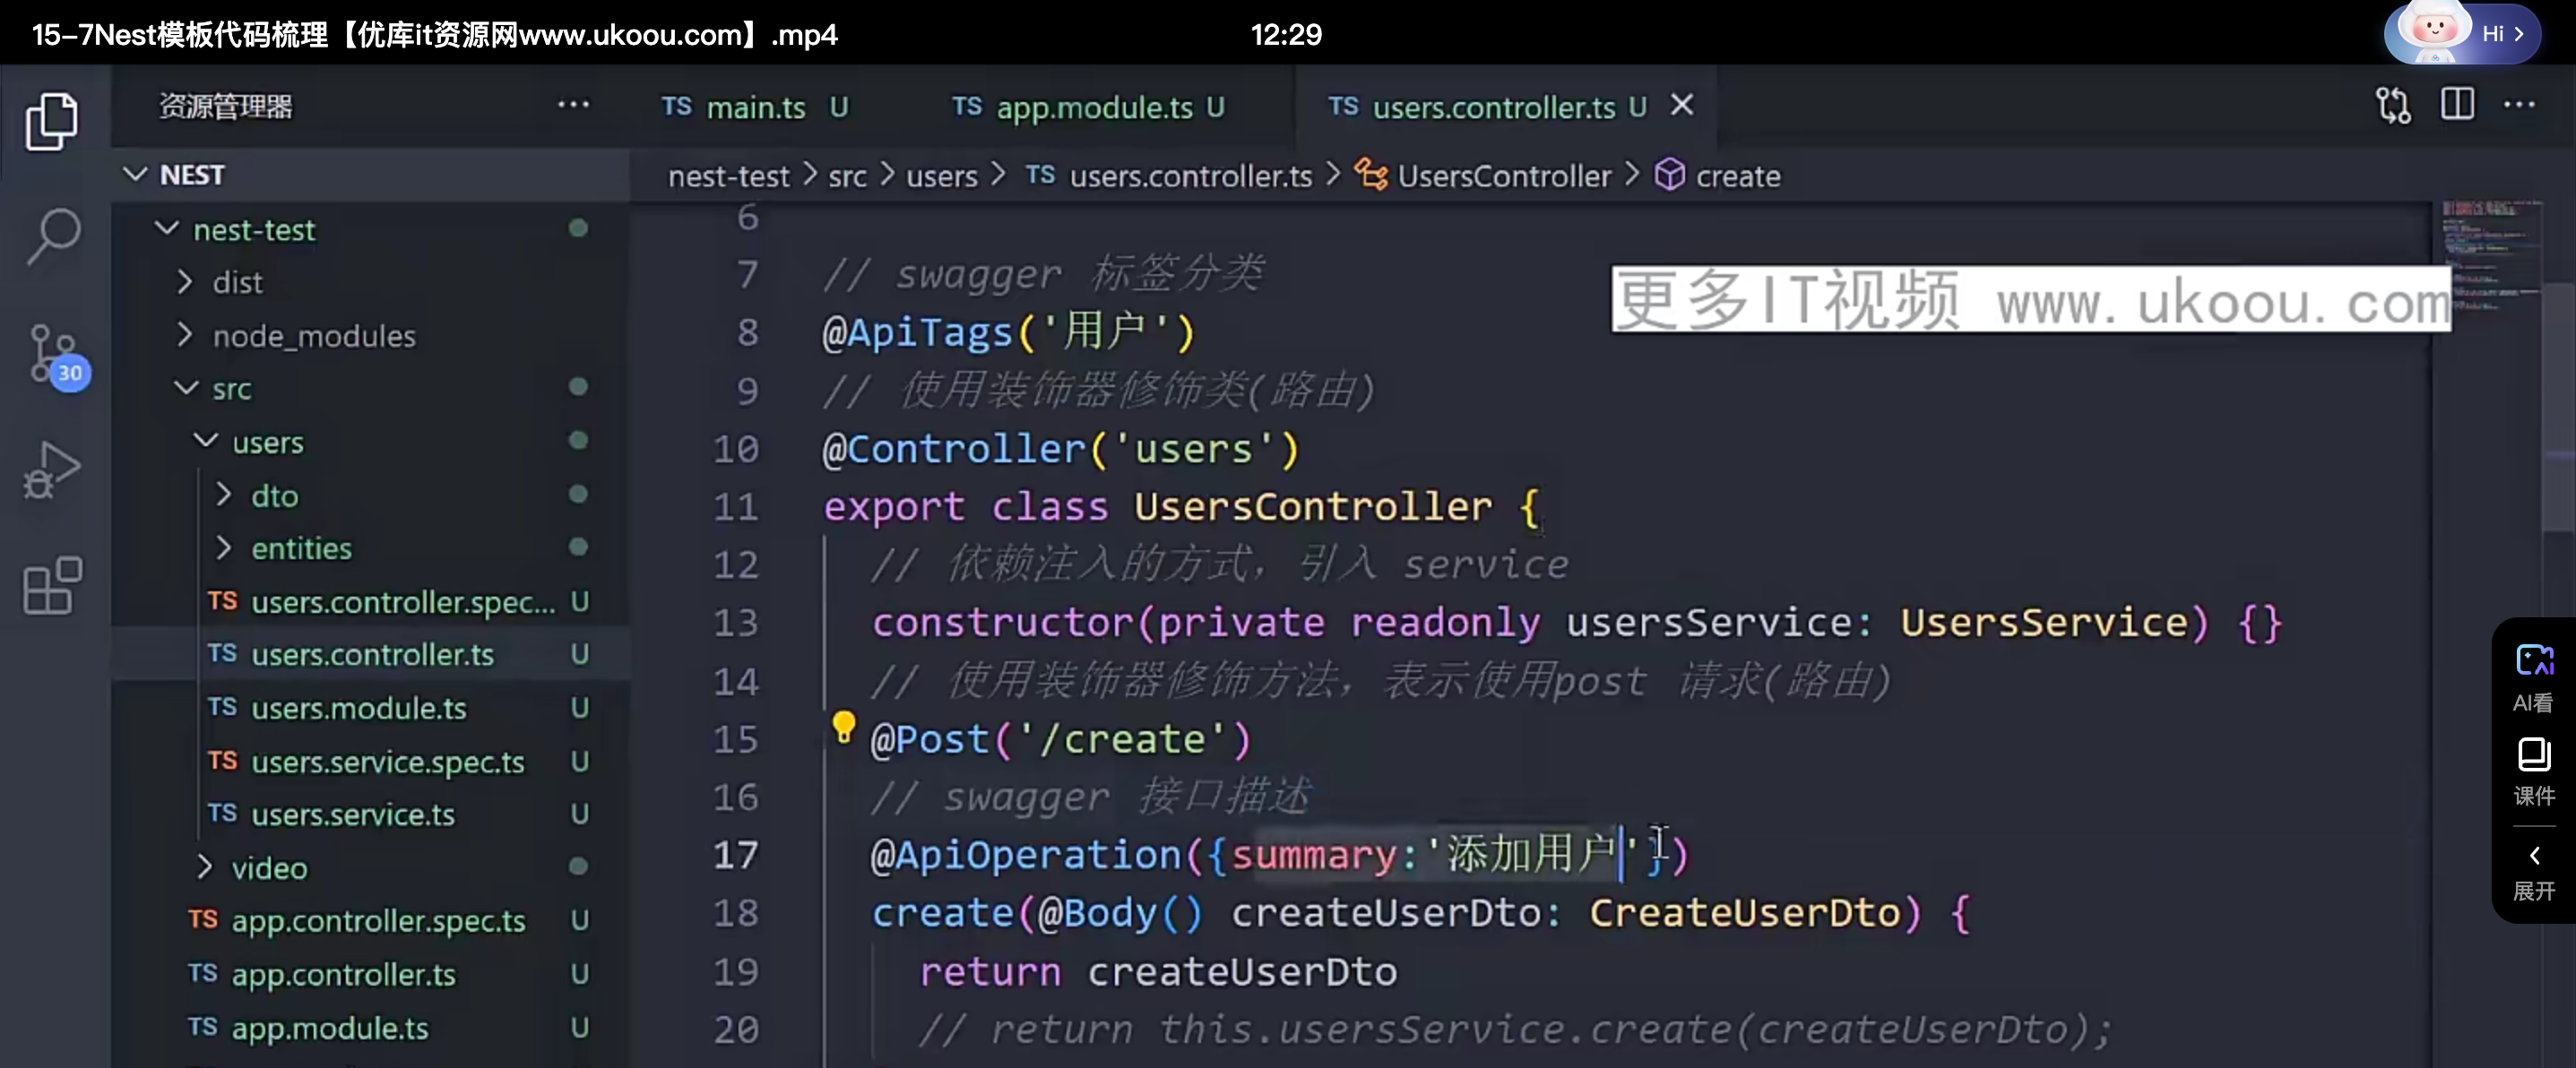 15-7Nest模板代码梳理【优库it资源网www.ukoou.com】.mp4
12:29
Hi >
资源管理器
TS main.ts U
TS app.module.ts U
TS users.controller.ts U
NEST
nest-test > src > users > TS users.controller.ts > UsersController > create
nest-test
dist
node_modules
30
src
users
dto
entities
TS users.controller.spec... U
TS users.controller.ts U
TS users.module.ts U
TS users.service.spec.ts U
TS users.service.ts U
video
TS app.controller.spec.ts U
TS app.controller.ts U
TS app.module.ts U
更多IT视频 www.ukoou.com
6
7 // swagger 标签分类
8 @ApiTags('用户')
9 // 使用装饰器修饰类(路由)
10 @Controller('users')
11 export class UsersController {
12 // 依赖注入的方式，引入 service
13 constructor(private readonly usersService: UsersService) {}
14 // 使用装饰器修饰方法，表示使用post 请求(路由)
15 @Post('/create')
16 // swagger 接口描述
17 @ApiOperation({summary:'添加用户'})
18 create(@Body() createUserDto: CreateUserDto) {
19 return createUserDto
20 // return this.usersService.create(createUserDto);
AI看
课件
展开